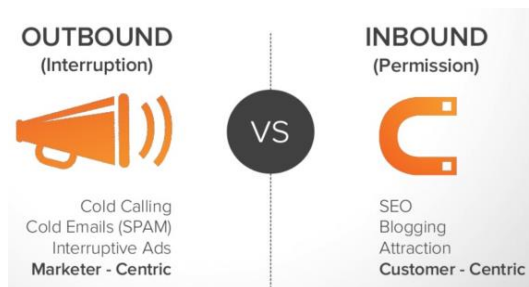 OUTBOUND
(Interruption)
Cold Calling
Cold Emails (SPAM)
Interruptive Ads
Marketer - Centric
VS
INBOUND
(Permission)
SEO
Blogging
Attraction
Customer - Centric